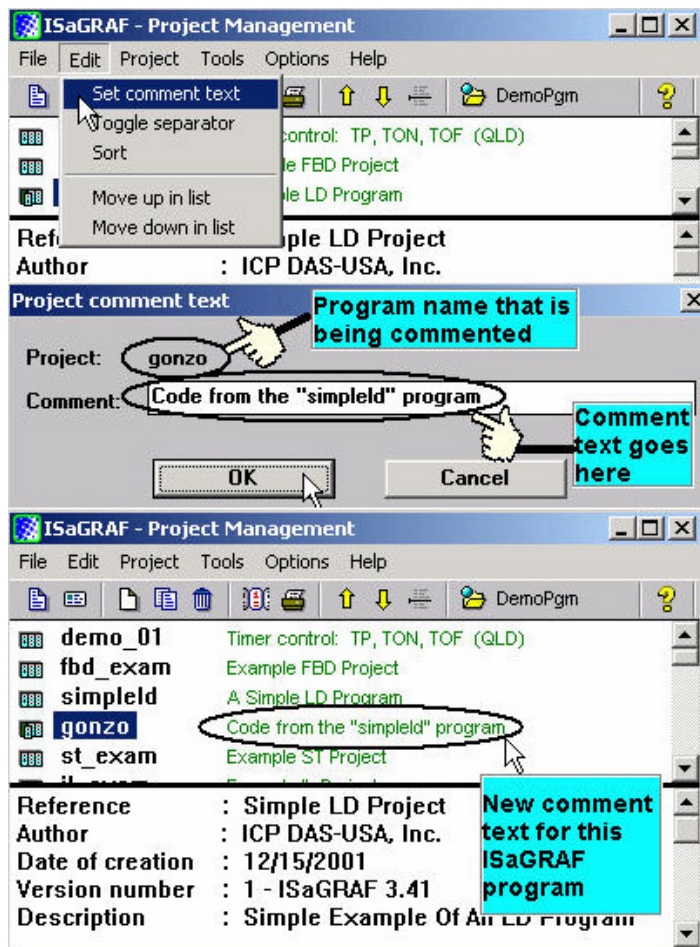 ISaGRAF - Project Management
File Edit Project Tools Options Help
Set comment text
DemoPgm
Toggle separator
control: TP, TON, TOF (QLD)
Sort
le FBD Project
Move up in list
le LD Program
Move down in list
Ref
ple LD Project
Author : ICP DAS-USA, Inc.
Project comment text
Program name that is
being commented
Project: gonzo
Comment: Code from the "simpleld" program
Comment
text goes
here
OK Cancel
ISaGRAF - Project Management
File Edit Project Tools Options Help
DemoPgm
demo_01 Timer control: TP, TON, TOF (QLD)
fbd_exam Example FBD Project
simpleld A Simple LD Program
gonzo Code from the "simpleld" program
st_exam Example ST Project
Reference : Simple LD Project
Author : ICP DAS-USA, Inc.
Date of creation : 12/15/2001
Version number : 1 - ISaGRAF 3.41
Description : Simple Example Of An LD Program
New comment
text for this
ISaGRAF
program